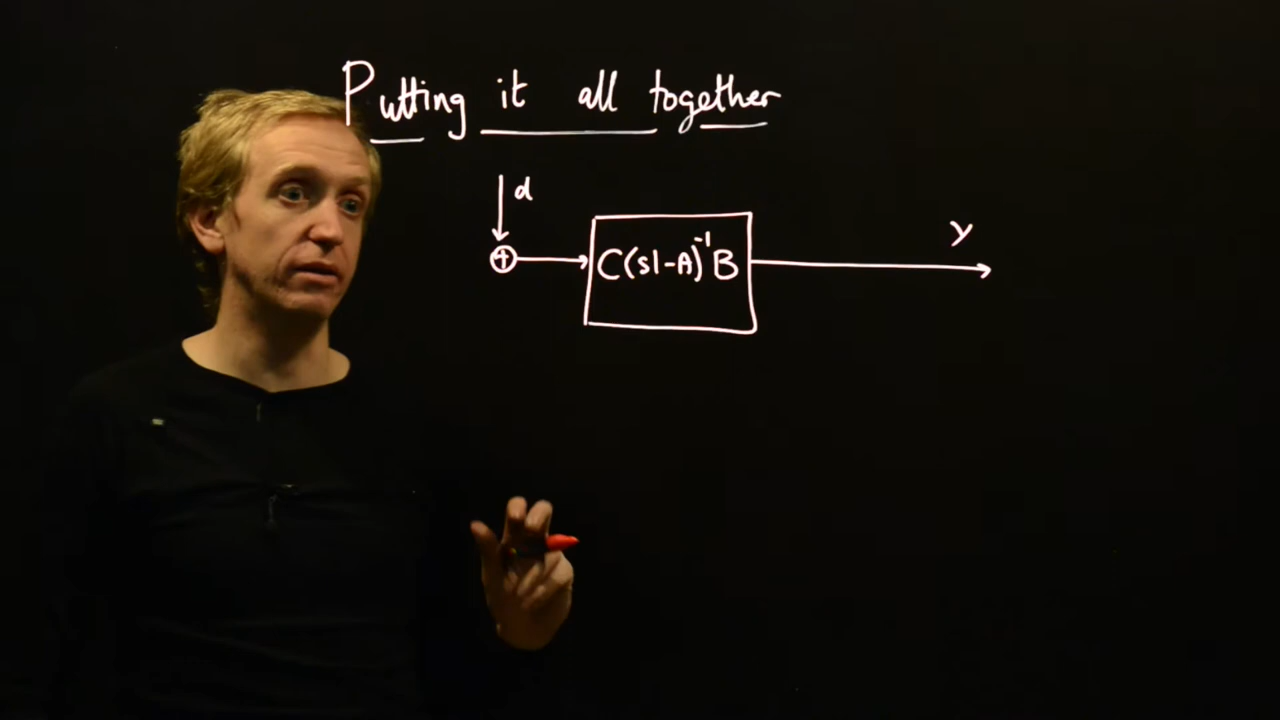 Putting it all together
d
+
C(sI-A)⁻¹B
y